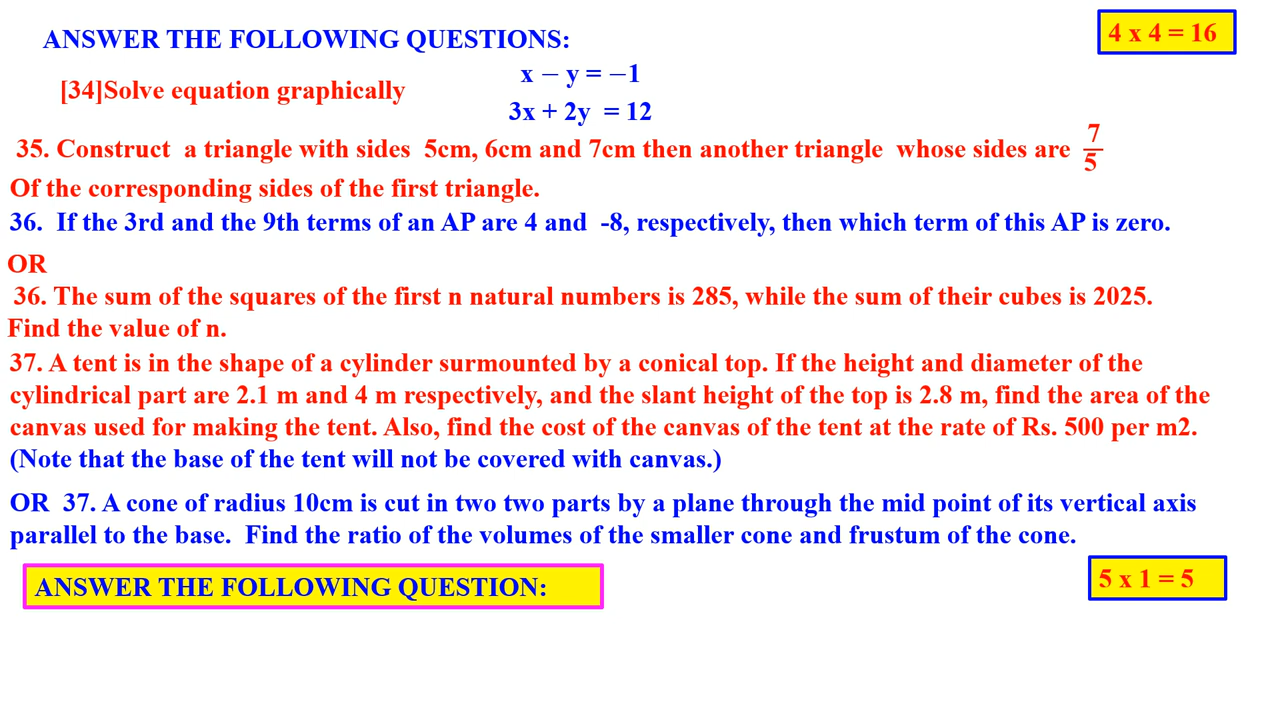 ANSWER THE FOLLOWING QUESTIONS:
4 x 4 = 16
[34]Solve equation graphically
x − y = −1
3x + 2y = 12
35. Construct a triangle with sides 5cm, 6cm and 7cm then another triangle whose sides are 7/5
Of the corresponding sides of the first triangle.
36. If the 3rd and the 9th terms of an AP are 4 and -8, respectively, then which term of this AP is zero.
OR
36. The sum of the squares of the first n natural numbers is 285, while the sum of their cubes is 2025.
Find the value of n.
37. A tent is in the shape of a cylinder surmounted by a conical top. If the height and diameter of the
cylindrical part are 2.1 m and 4 m respectively, and the slant height of the top is 2.8 m, find the area of the
canvas used for making the tent. Also, find the cost of the canvas of the tent at the rate of Rs. 500 per m2.
(Note that the base of the tent will not be covered with canvas.)
OR 37. A cone of radius 10cm is cut in two two parts by a plane through the mid point of its vertical axis
parallel to the base. Find the ratio of the volumes of the smaller cone and frustum of the cone.
ANSWER THE FOLLOWING QUESTION:
5 x 1 = 5